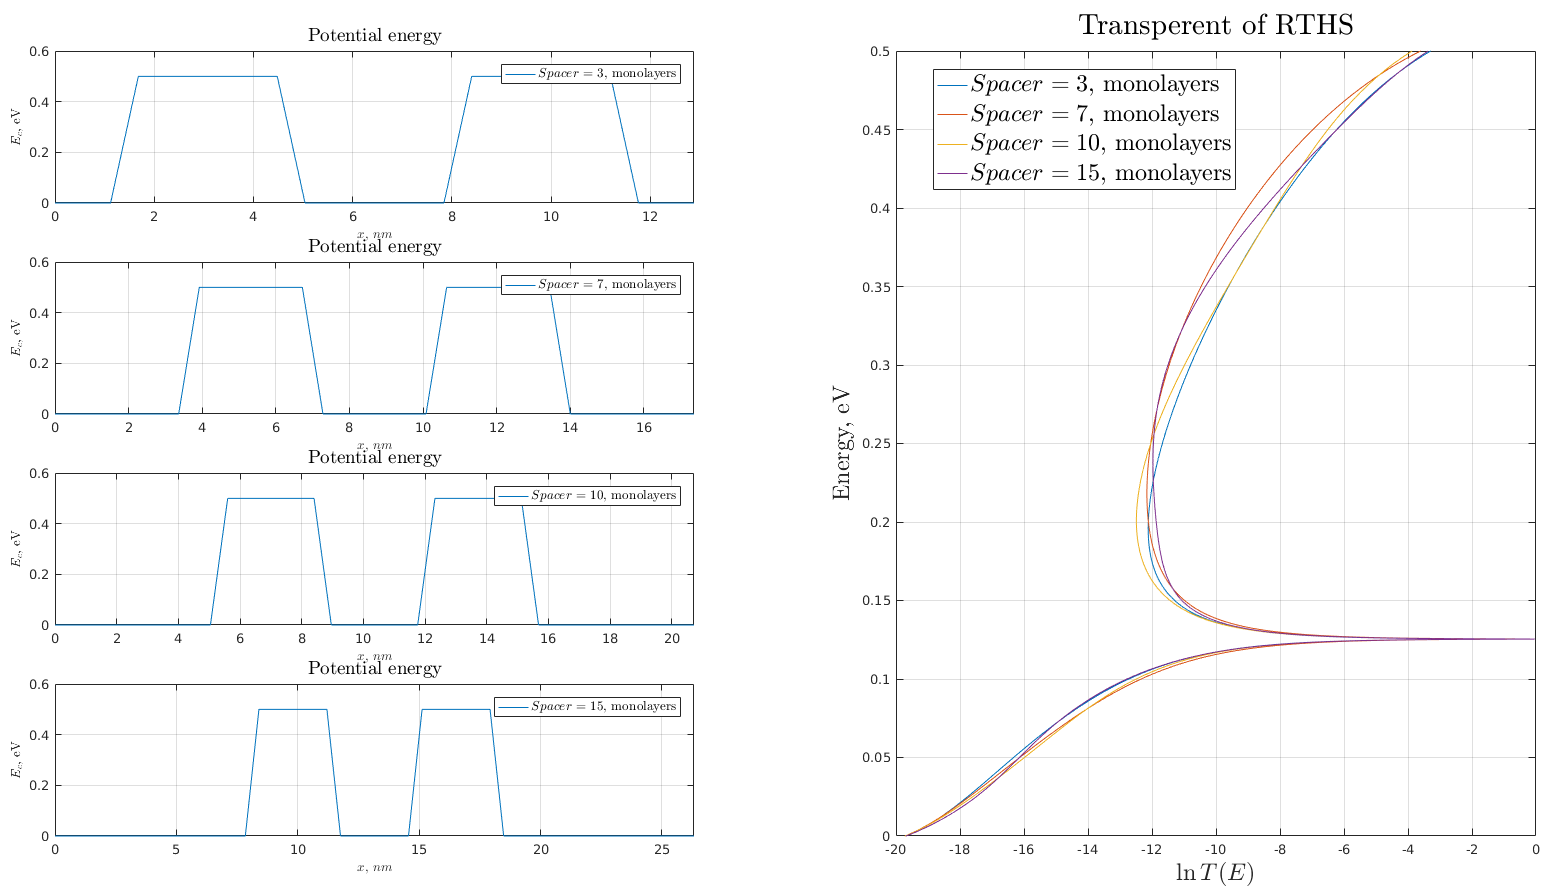 Potential energy
0.6
0.4
0.2
0
E_c, eV
Spacer = 3, monolayers
0 2 4 6 8 10 12
x, nm
Potential energy
0.6
0.4
0.2
0
E_c, eV
Spacer = 7, monolayers
0 2 4 6 8 10 12 14 16
x, nm
Potential energy
0.6
0.4
0.2
0
E_c, eV
Spacer = 10, monolayers
0 2 4 6 8 10 12 14 16 18 20
x, nm
Potential energy
0.6
0.4
0.2
0
E_c, eV
Spacer = 15, monolayers
0 5 10 15 20 25
x, nm
Transperent of RTHS
Spacer = 3, monolayers
Spacer = 7, monolayers
Spacer = 10, monolayers
Spacer = 15, monolayers
0.5
0.45
0.4
0.35
0.3
0.25
0.2
0.15
0.1
0.05
0
Energy, eV
-20 -18 -16 -14 -12 -10 -8 -6 -4 -2 0
ln T(E)